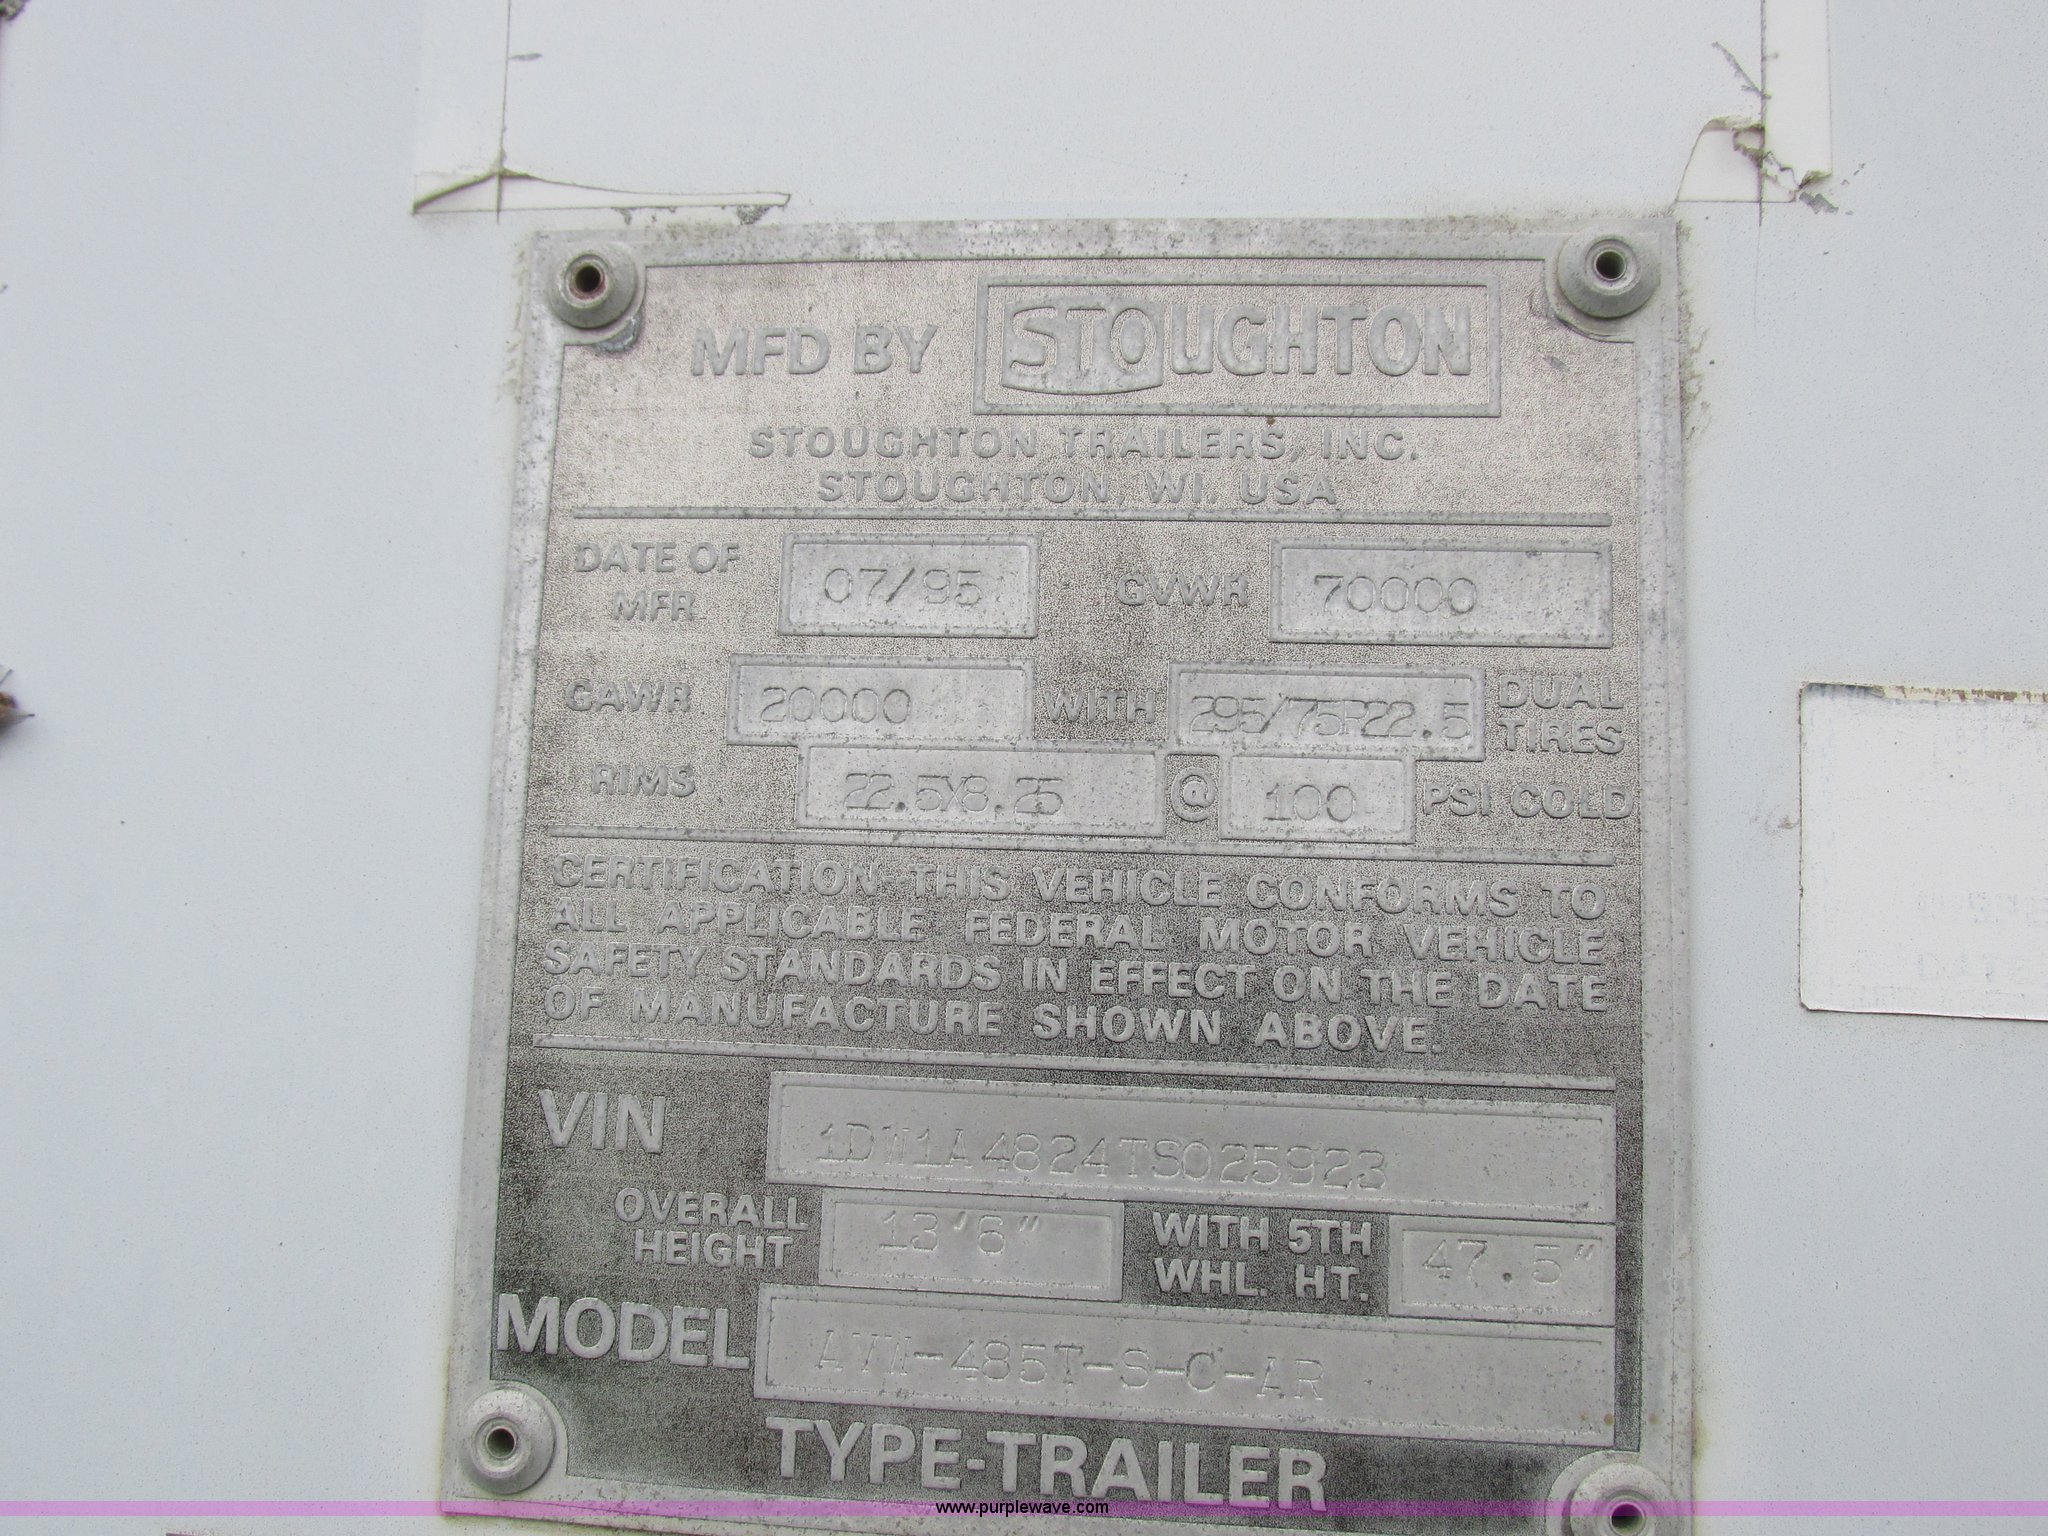 MFD BY STOUGHTON
STOUGHTON TRAILERS, INC.
STOUGHTON, WI. USA
DATE OF MFR 07/95 GVWR 70000
GAWR 20000 WITH 295/75R22.5 DUAL TIRES
RIMS 22.5X8.25 @ 100 PSI COLD
CERTIFICATION-THIS VEHICLE CONFORMS TO
ALL APPLICABLE FEDERAL MOTOR VEHICLE
SAFETY STANDARDS IN EFFECT ON THE DATE
OF MANUFACTURE SHOWN ABOVE.
VIN 1DW1A4824TS025923
OVERALL HEIGHT 13'6" WITH 5TH WHL. HT. 47.5"
MODEL AVW-485T-S-C-AR
TYPE-TRAILER
www.purplewave.com